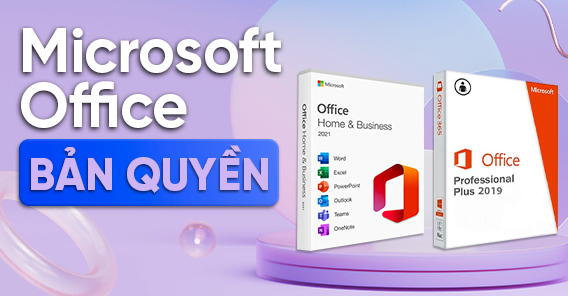 Microsoft
Office
BẢN QUYỀN
Microsoft
Office
Home & Business
2021
Word
Excel
PowerPoint
Outlook
Teams
OneNote
Office Home & Business
Microsoft
Office
Professional
Plus 2019
Office 365